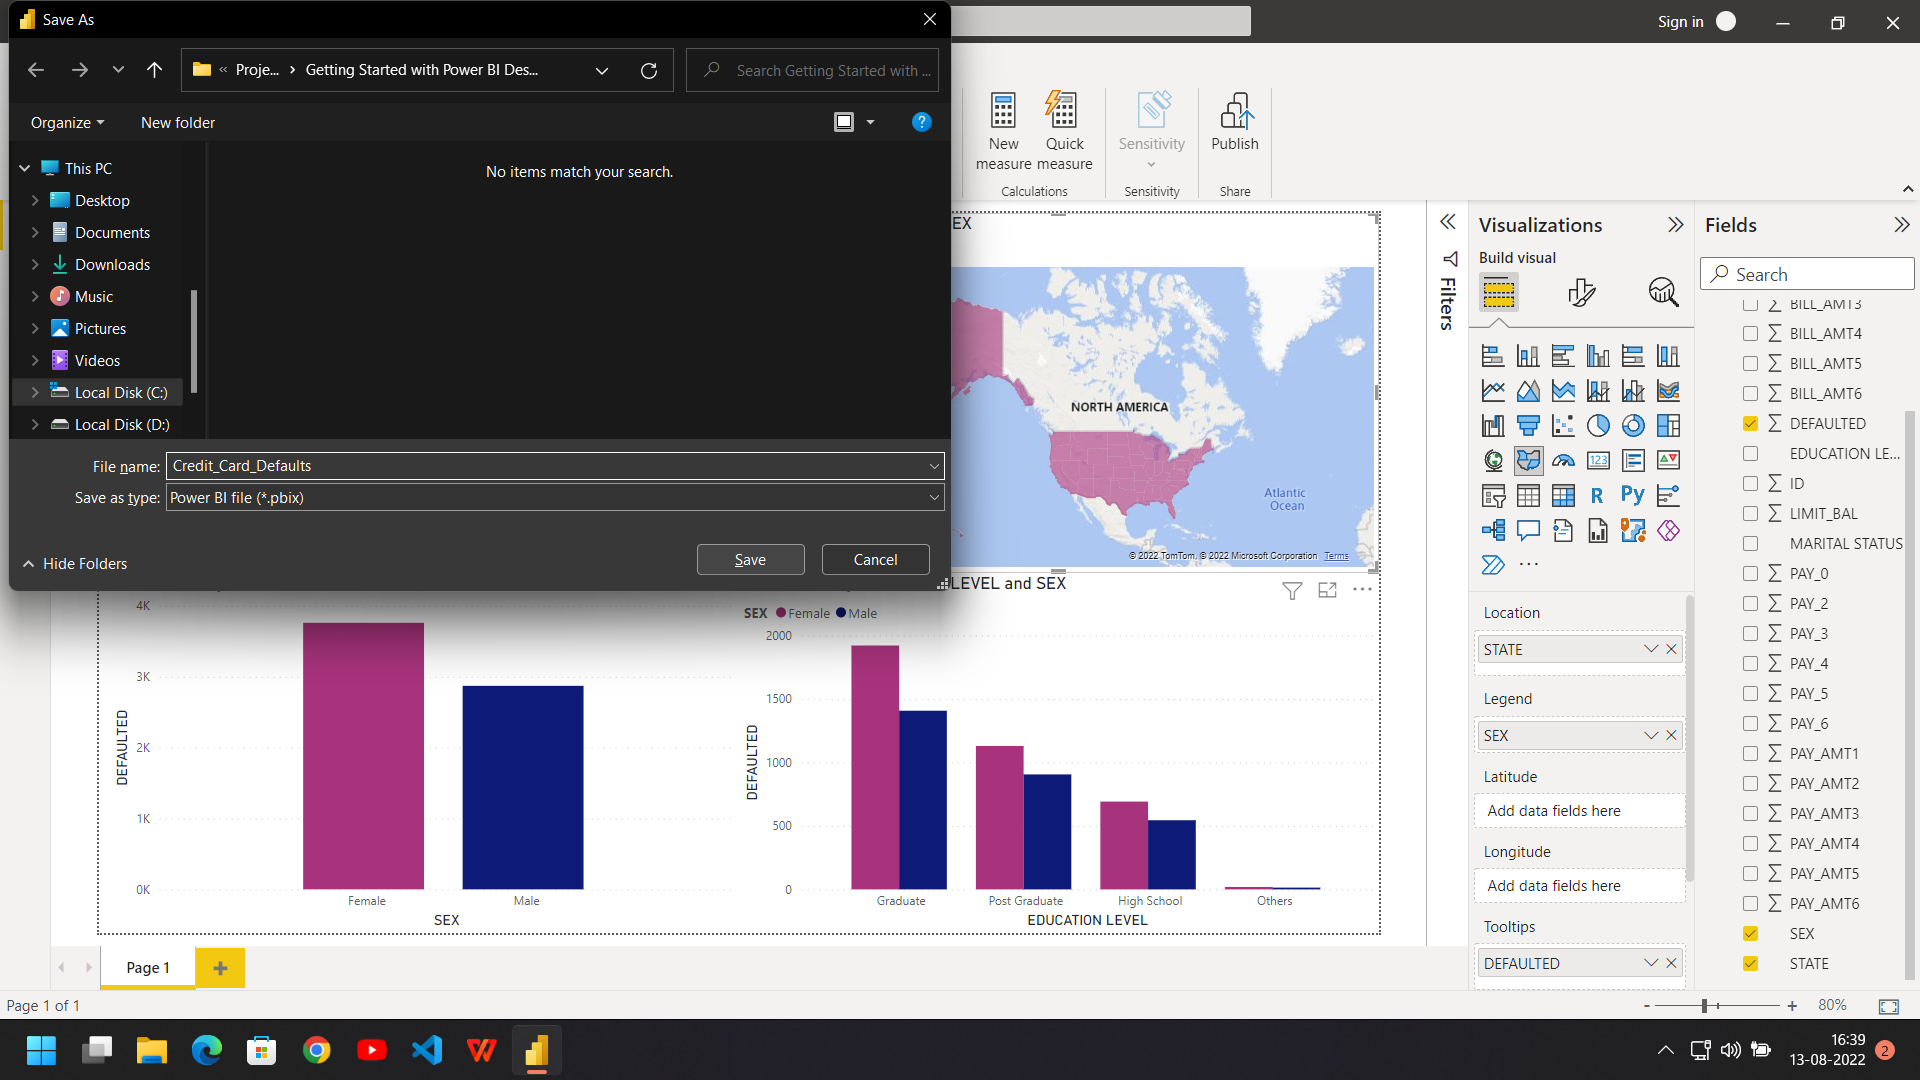 Save As
Sign in
« Proje... > Getting Started with Power BI Des...
Search Getting Started with ...
Organize
New folder
?
No items match your search.
This PC
Desktop
Documents
Downloads
Music
Pictures
Videos
Local Disk (C:)
Local Disk (D:)
File name: Credit_Card_Defaults
Save as type: Power BI file (*.pbix)
Hide Folders
Save
Cancel
New measure
Quick measure
Calculations
Sensitivity
Sensitivity
Publish
Share
SEX
NORTH AMERICA
Atlantic
Ocean
© 2022 TomTom, © 2022 Microsoft Corporation Terms
4K
3K
2K
1K
0K
DEFAULTED
Female
Male
SEX
LEVEL and SEX
SEX Female Male
2000
1500
1000
500
0
DEFAULTED
Graduate
Post Graduate
High School
Others
EDUCATION LEVEL
Filters
Visualizations
Build visual
123
R
Py
Location
STATE
Legend
SEX
Latitude
Add data fields here
Longitude
Add data fields here
Tooltips
DEFAULTED
Fields
Search
BILL_AMT3
BILL_AMT4
BILL_AMT5
BILL_AMT6
DEFAULTED
EDUCATION LE...
ID
LIMIT_BAL
MARITAL STATUS
PAY_0
PAY_2
PAY_3
PAY_4
PAY_5
PAY_6
PAY_AMT1
PAY_AMT2
PAY_AMT3
PAY_AMT4
PAY_AMT5
PAY_AMT6
SEX
STATE
Page 1
Page 1 of 1
- + 80%
16:39
13-08-2022
2